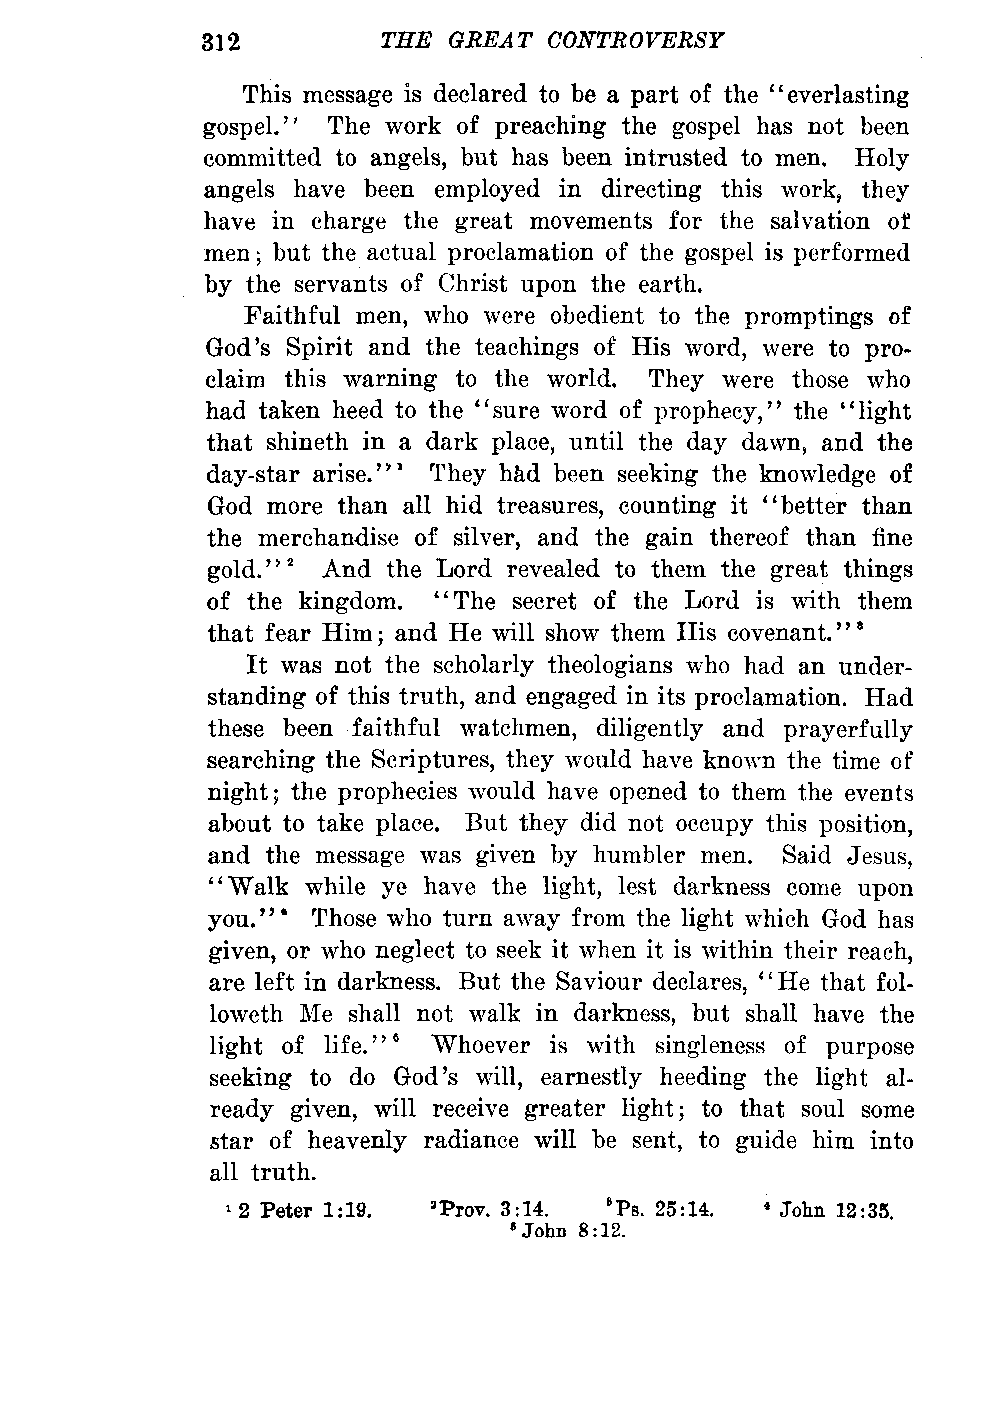 312 THE GREAT CONTROVERSY
This message is declared to be a part of the "everlasting
gospel." The work of preaching the gospel has not been
committed to angels, but has been intrusted to men. Holy
angels have been employed in directing this work, they
have in charge the great movements for the salvation of
men; but the actual proclamation of the gospel is performed
by the servants of Christ upon the earth.
Faithful men, who were obedient to the promptings of
God's Spirit and the teachings of His word, were to pro-
claim this warning to the world. They were those who
had taken heed to the "sure word of prophecy," the "light
that shineth in a dark place, until the day dawn, and the
day-star arise."¹ They had been seeking the knowledge of
God more than all hid treasures, counting it "better than
the merchandise of silver, and the gain thereof than fine
gold."² And the Lord revealed to them the great things
of the kingdom. "The secret of the Lord is with them
that fear Him; and He will show them His covenant."³
It was not the scholarly theologians who had an under-
standing of this truth, and engaged in its proclamation. Had
these been faithful watchmen, diligently and prayerfully
searching the Scriptures, they would have known the time of
night; the prophecies would have opened to them the events
about to take place. But they did not occupy this position,
and the message was given by humbler men. Said Jesus,
"Walk while ye have the light, lest darkness come upon
you."⁴ Those who turn away from the light which God has
given, or who neglect to seek it when it is within their reach,
are left in darkness. But the Saviour declares, "He that fol-
loweth Me shall not walk in darkness, but shall have the
light of life."⁵ Whoever is with singleness of purpose
seeking to do God's will, earnestly heeding the light al-
ready given, will receive greater light; to that soul some
star of heavenly radiance will be sent, to guide him into
all truth.
¹ 2 Peter 1:19. ² Prov. 3:14. ³ Ps. 25:14. ⁴ John 12:35.
⁵ John 8:12.